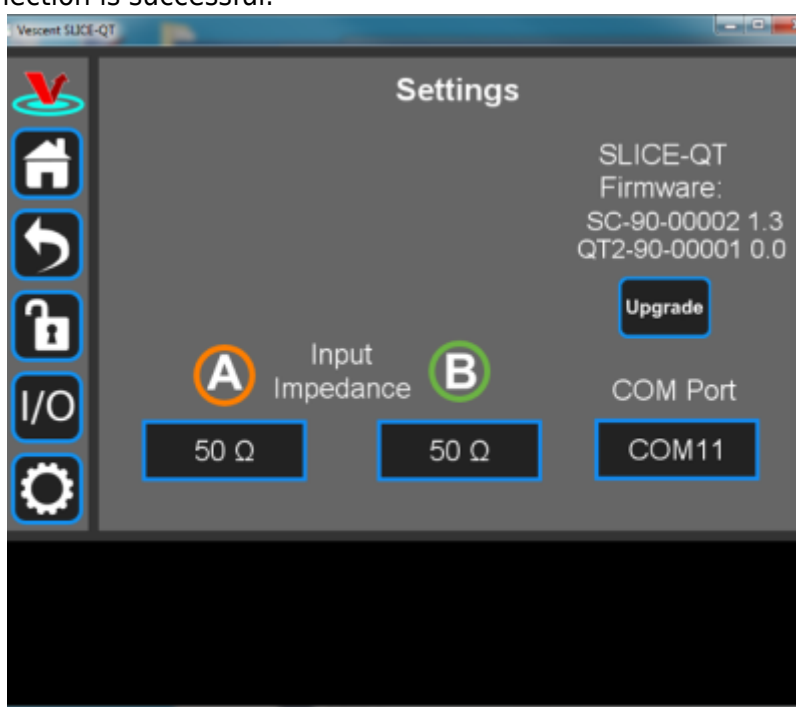 lection is successful.
Vescent SLICE-QT
Settings
SLICE-QT
Firmware:
SC-90-00002 1.3
QT2-90-00001 0.0
Upgrade
A Input Impedance B
I/O
COM Port
50 Ω 50 Ω COM11